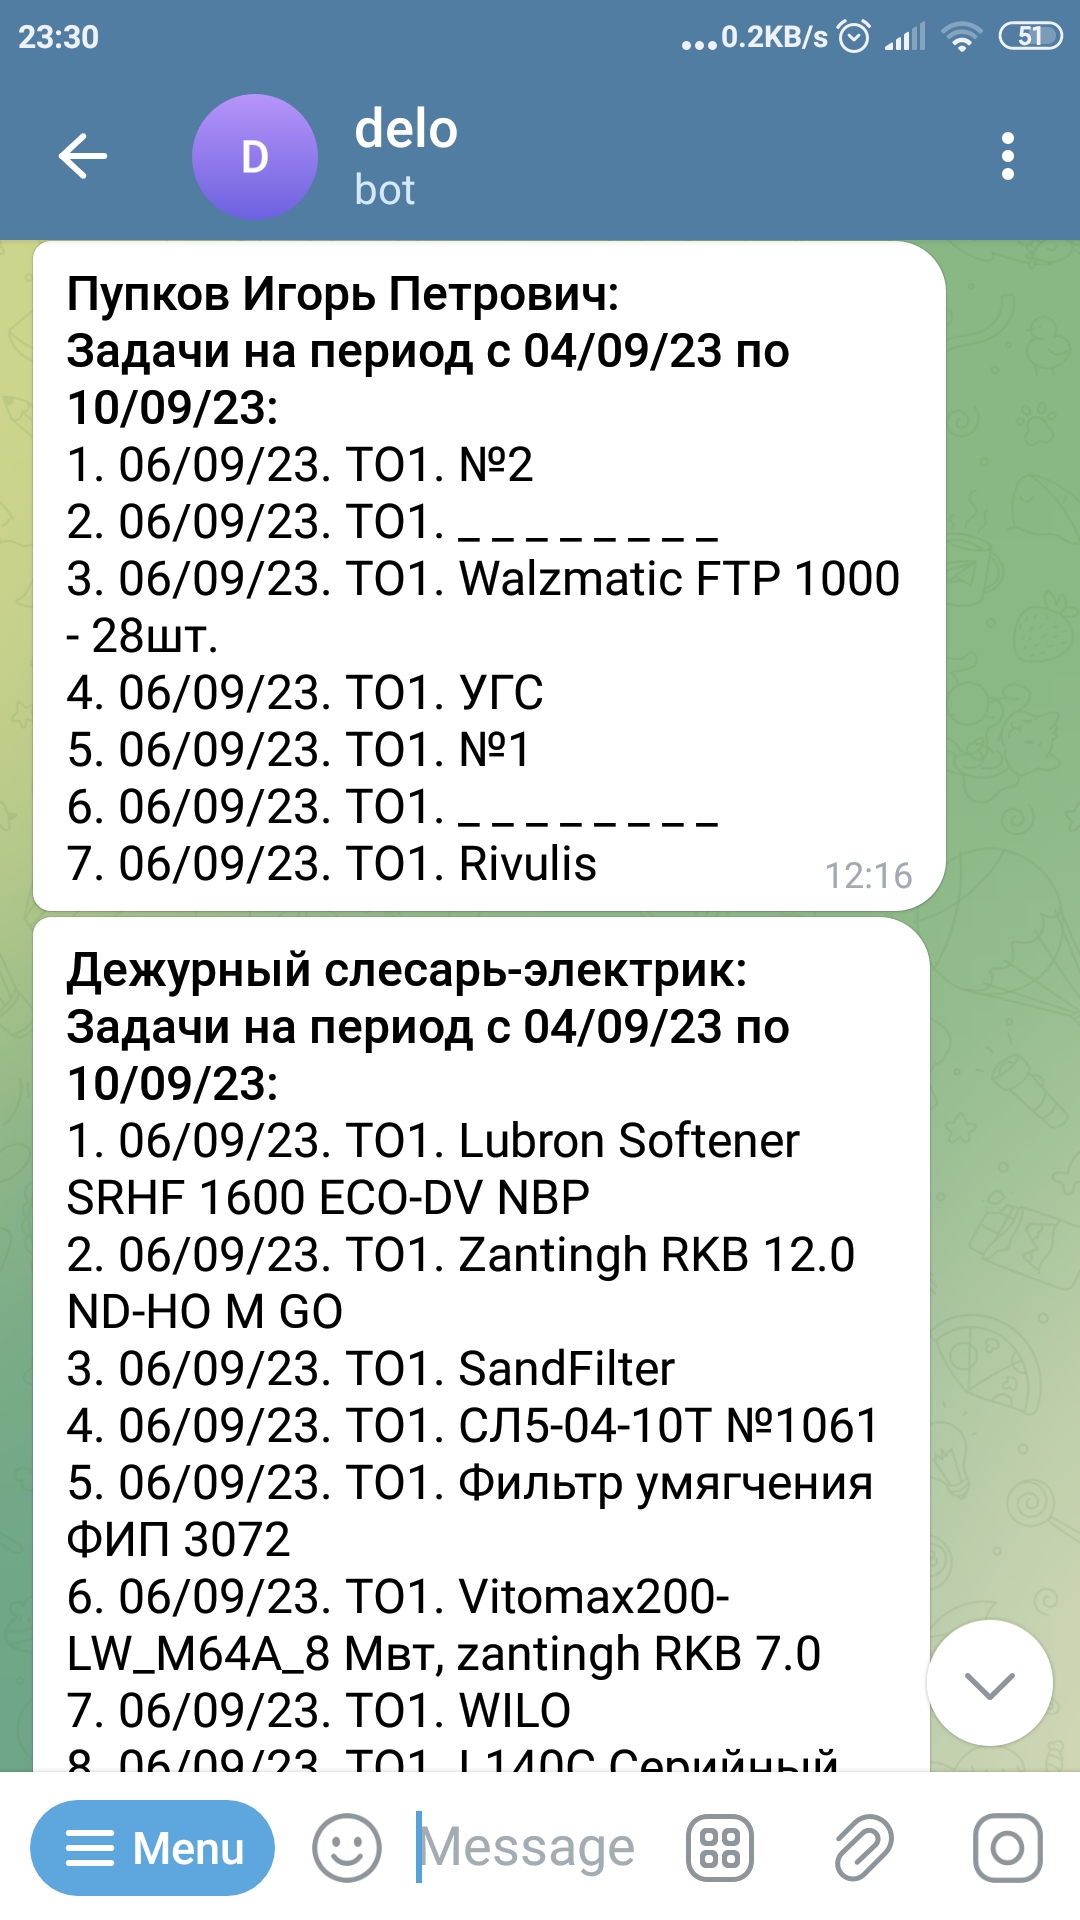 23:30
...0.2KB/s 51
D
delo
bot
Пупков Игорь Петрович:
Задачи на период с 04/09/23 по
10/09/23:
1. 06/09/23. ТО1. №2
2. 06/09/23. ТО1. _ _ _ _ _ _ _ _
3. 06/09/23. ТО1. Walzmatic FTP 1000
- 28шт.
4. 06/09/23. ТО1. УГС
5. 06/09/23. ТО1. №1
6. 06/09/23. ТО1. _ _ _ _ _ _ _ _
7. 06/09/23. ТО1. Rivulis
12:16
Дежурный слесарь-электрик:
Задачи на период с 04/09/23 по
10/09/23:
1. 06/09/23. ТО1. Lubron Softener
SRHF 1600 ECO-DV NBP
2. 06/09/23. ТО1. Zantingh RKB 12.0
ND-HO M GO
3. 06/09/23. ТО1. SandFilter
4. 06/09/23. ТО1. СЛ5-04-10Т №1061
5. 06/09/23. ТО1. Фильтр умягчения
ФИП 3072
6. 06/09/23. ТО1. Vitomax200-
LW_M64A_8 Мвт, zantingh RKB 7.0
7. 06/09/23. ТО1. WILO
8. 06/09/23. ТО1. L140C Серийный
Menu
Message